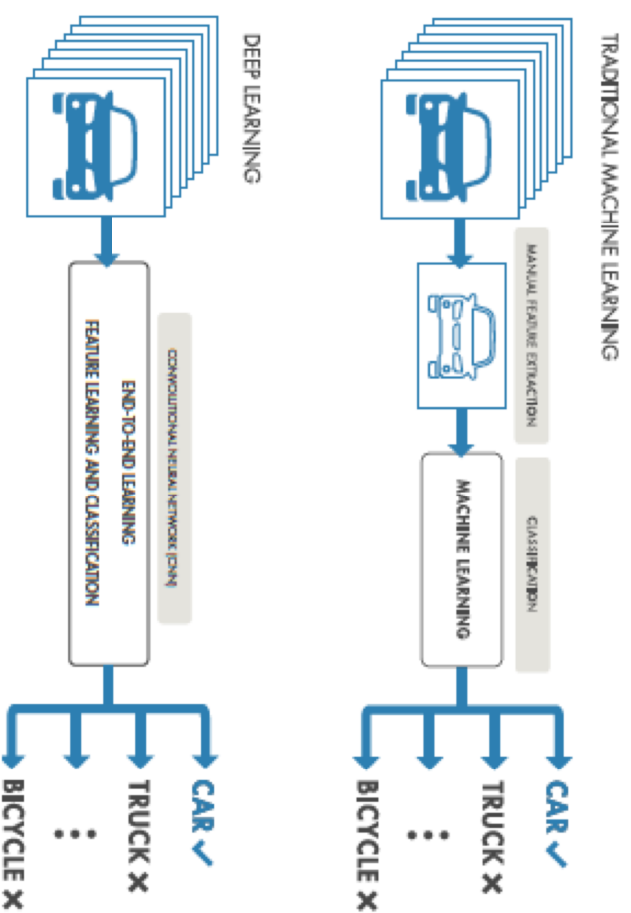 TRADITIONAL MACHINE LEARNING
MANUAL FEATURE EXTRACTION
CLASSIFICATION
MACHINE LEARNING
CAR ✓
TRUCK ✗
⋮
BICYCLE ✗
DEEP LEARNING
CONVOLUTIONAL NEURAL NETWORK (CNN)
END-TO-END LEARNING
FEATURE LEARNING AND CLASSIFICATION
CAR ✓
TRUCK ✗
⋮
BICYCLE ✗